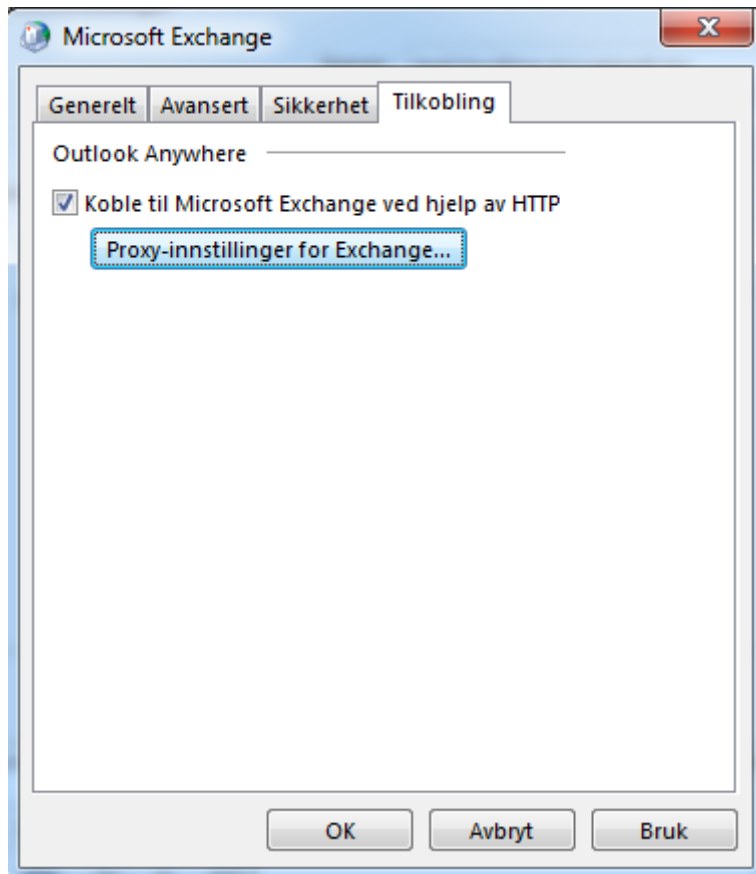 Microsoft Exchange
Generelt Avansert Sikkerhet Tilkobling
Outlook Anywhere
Koble til Microsoft Exchange ved hjelp av HTTP
Proxy-innstillinger for Exchange...
OK Avbryt Bruk